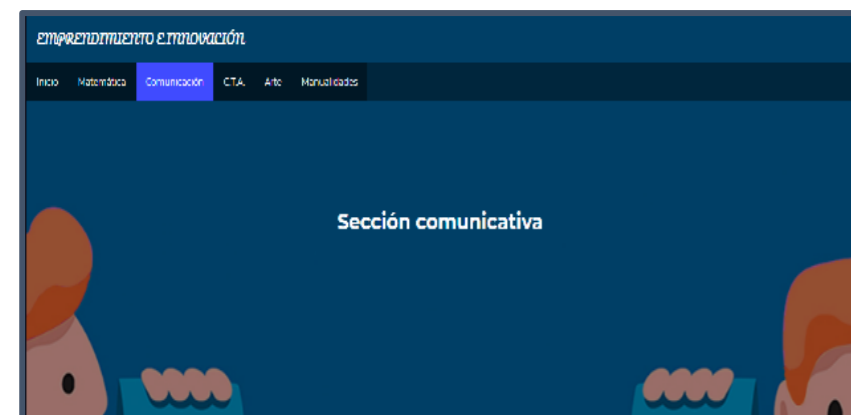 EMPRENDIMIENTO E INNOVACIÓN
Inicio Matemática Comunicación C.T.A. Arte Manualidades
Sección comunicativa